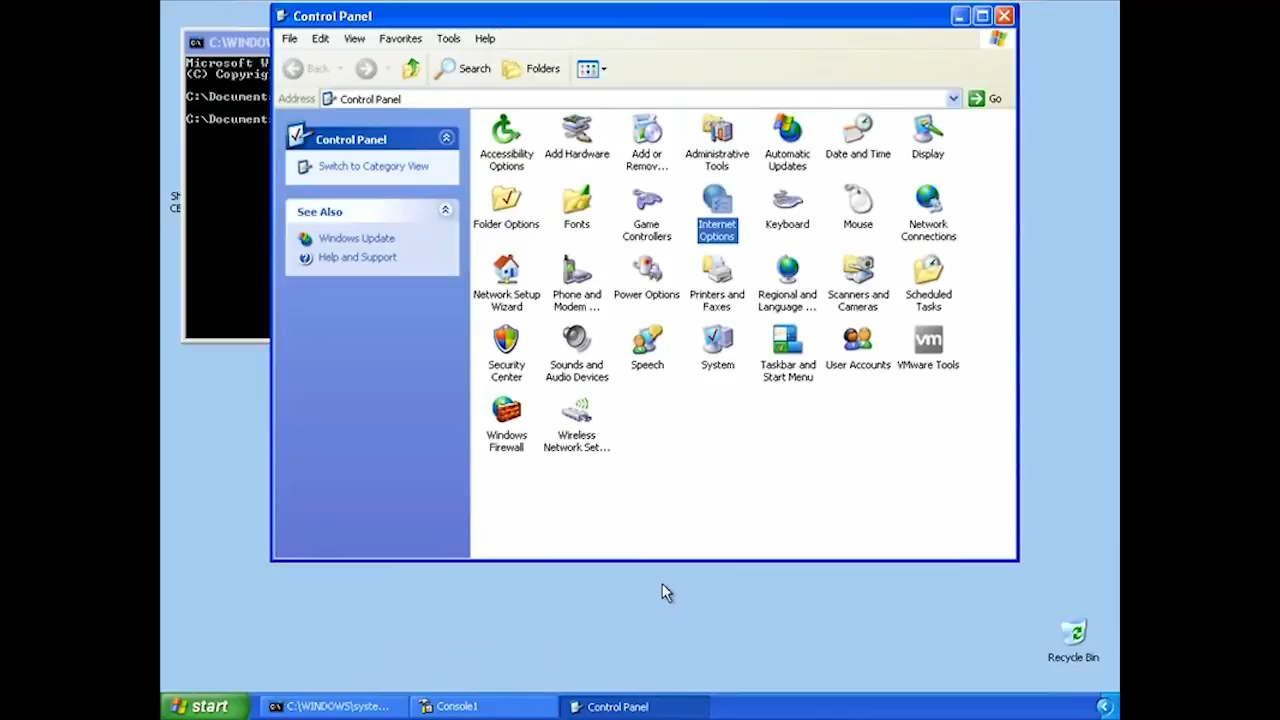 Control Panel
C:\WINDO
File Edit View Favorites Tools Help
Microsoft W
(C) Copyrig
Back Search Folders
C:\Document
C:\Document
Address Control Panel Go
Control Panel
Switch to Category View
See Also
Windows Update
Help and Support
Accessibility Options
Add Hardware
Add or Remov...
Administrative Tools
Automatic Updates
Date and Time
Display
Folder Options
Fonts
Game Controllers
Internet Options
Keyboard
Mouse
Network Connections
Network Setup Wizard
Phone and Modem ...
Power Options
Printers and Faxes
Regional and Language ...
Scanners and Cameras
Scheduled Tasks
Security Center
Sounds and Audio Devices
Speech
System
Taskbar and Start Menu
User Accounts
vm
VMware Tools
Windows Firewall
Wireless Network Set...
Recycle Bin
start C:\WINDOWS\syste... Console1 Control Panel